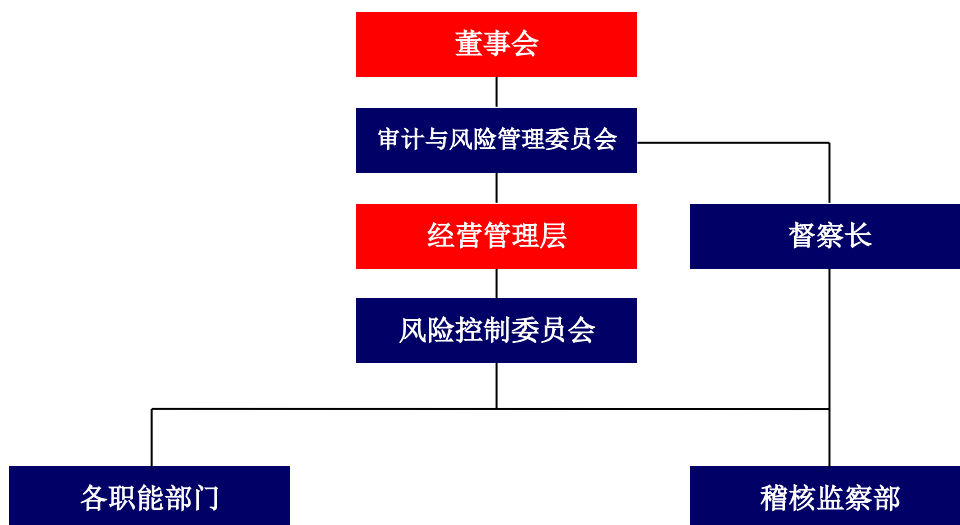 董事会
审计与风险管理委员会
经营管理层
督察长
风险控制委员会
各职能部门
稽核监察部